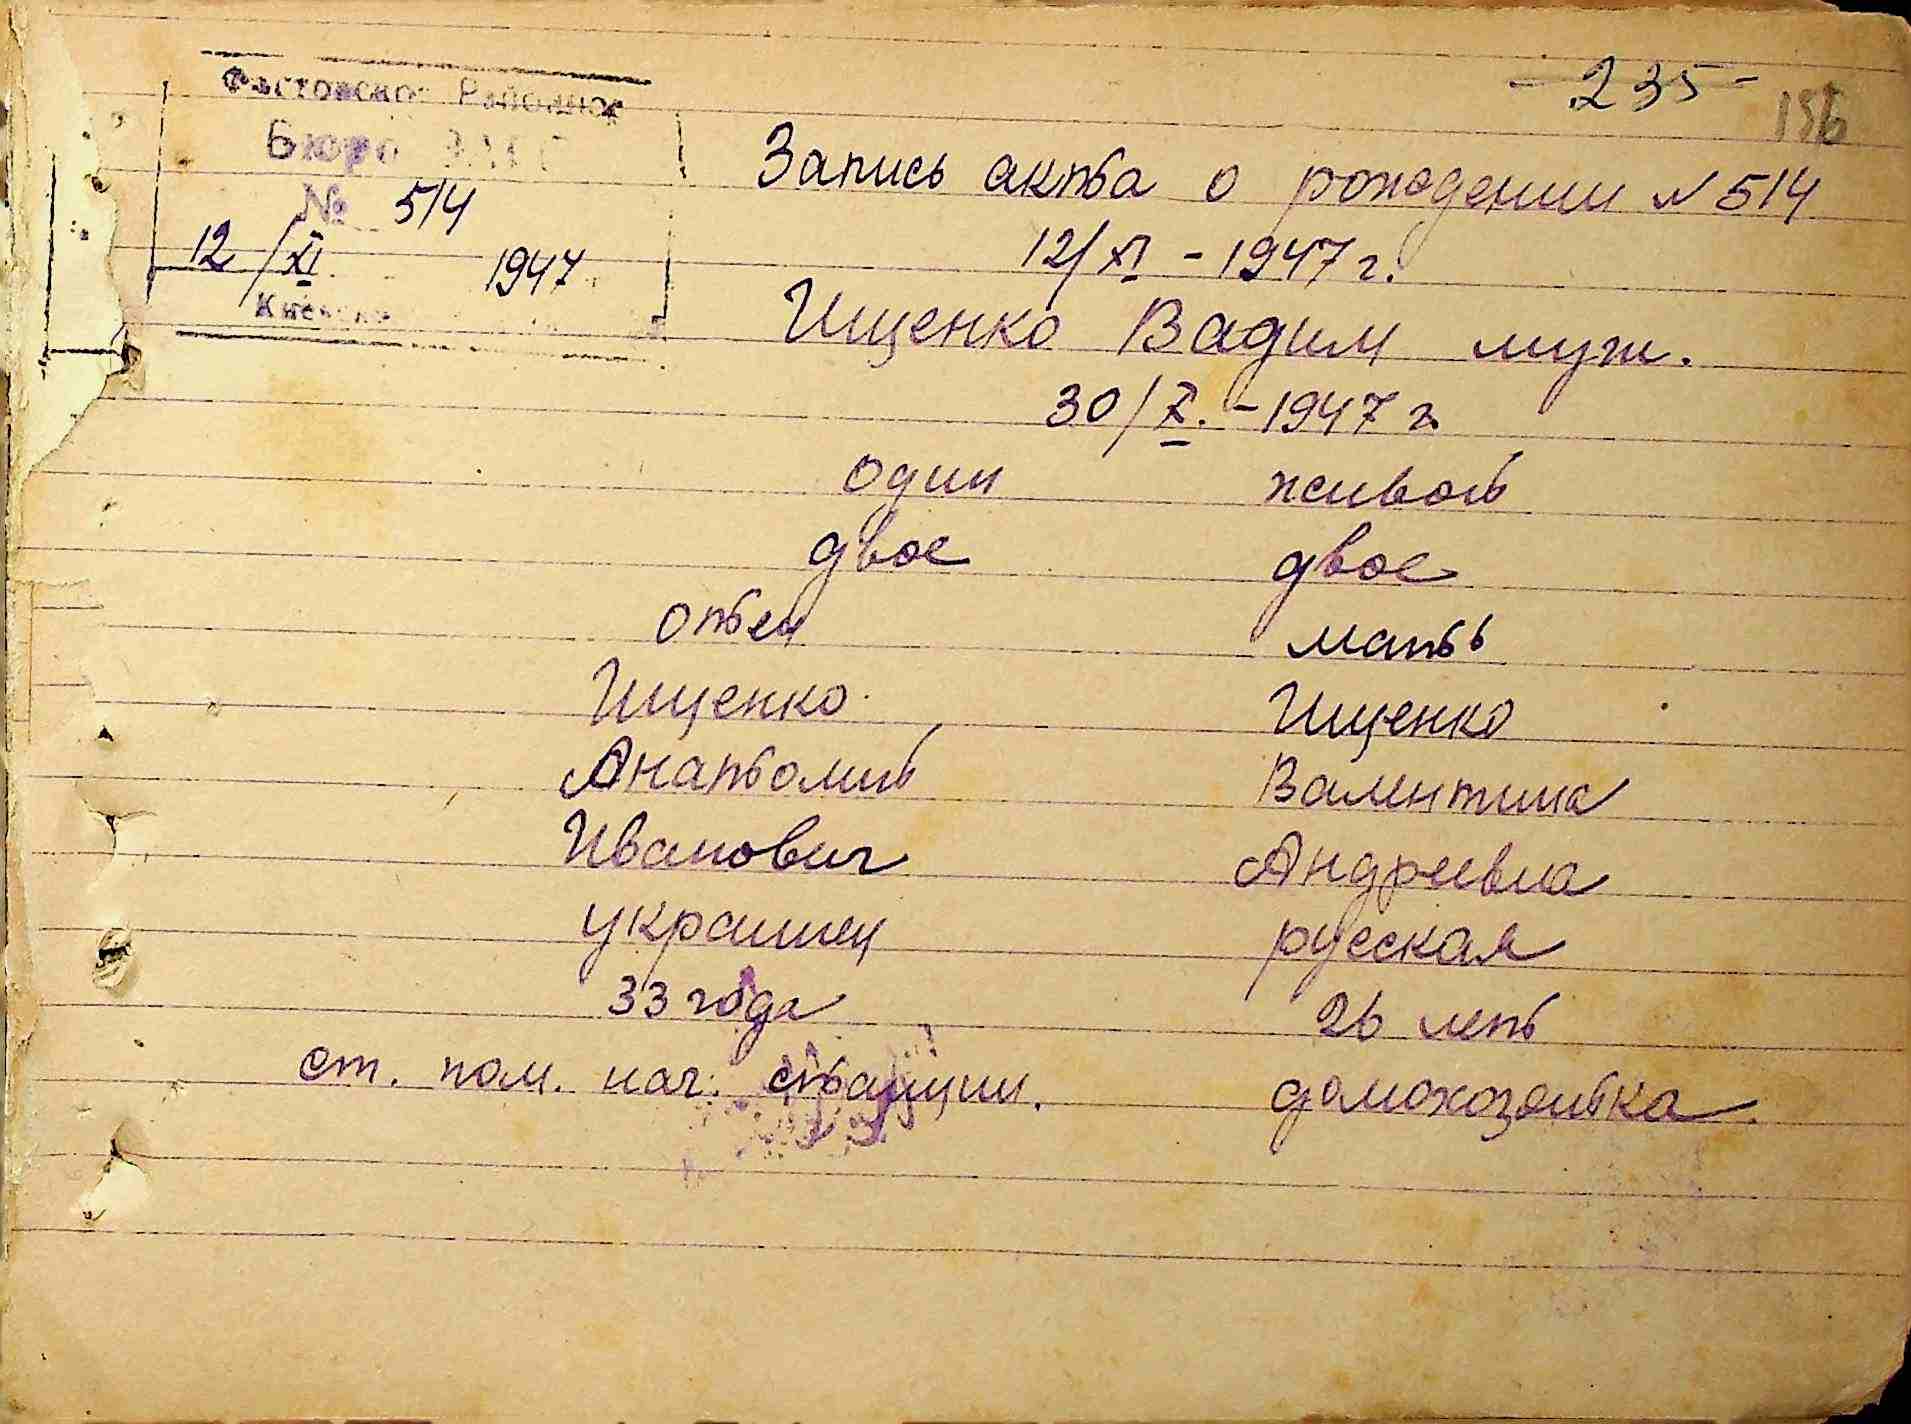 -235-
156
Фастовское Районное
Бюро ЗАГС
№ 514
12/XI 1947
Запись акта о рождении N 514
12/XI - 1947 г.
Ищенко Вадим муж.
30/X. - 1947 г.
один живой
двое двое
отец мать
Ищенко Ищенко
Анатолий Валентина
Иванович Андреевна
украинец русская
33 года 26 лет
ст. пом. нач. станции. домохозяйка